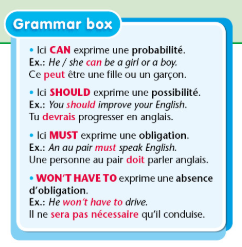 Grammar box
• Ici CAN exprime une probabilité.
Ex.: He / she can be a girl or a boy.
Ce peut être une fille ou un garçon.
• Ici SHOULD exprime une possibilité.
Ex.: You should improve your English.
Tu devrais progresser en anglais.
• Ici MUST exprime une obligation.
Ex.: An au pair must speak English.
Une personne au pair doit parler anglais.
• WON'T HAVE TO exprime une absence
d'obligation.
Ex.: He won't have to drive.
Il ne sera pas nécessaire qu'il conduise.